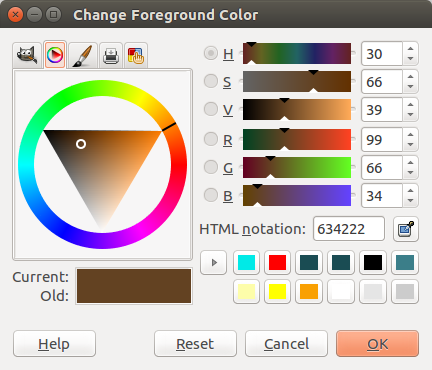 Change Foreground Color
H 30
S 66
V 39
R 99
G 66
B 34
HTML notation: 634222
Current:
Old:
Help Reset Cancel OK